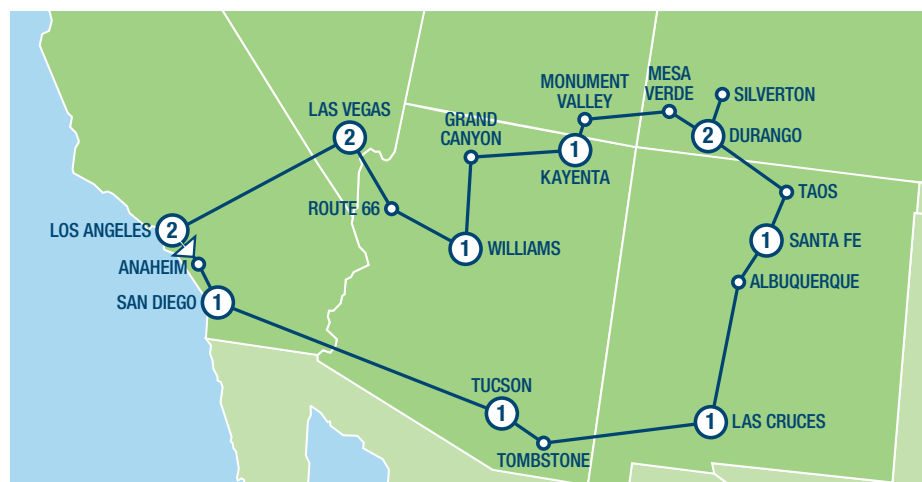 MESA
VERDE
MONUMENT
VALLEY
SILVERTON
LAS VEGAS
2
GRAND
CANYON
2
DURANGO
1
KAYENTA
TAOS
ROUTE 66
LOS ANGELES
2
1
WILLIAMS
1
SANTA FE
ANAHEIM
ALBUQUERQUE
SAN DIEGO
1
TUCSON
1
1
LAS CRUCES
TOMBSTONE